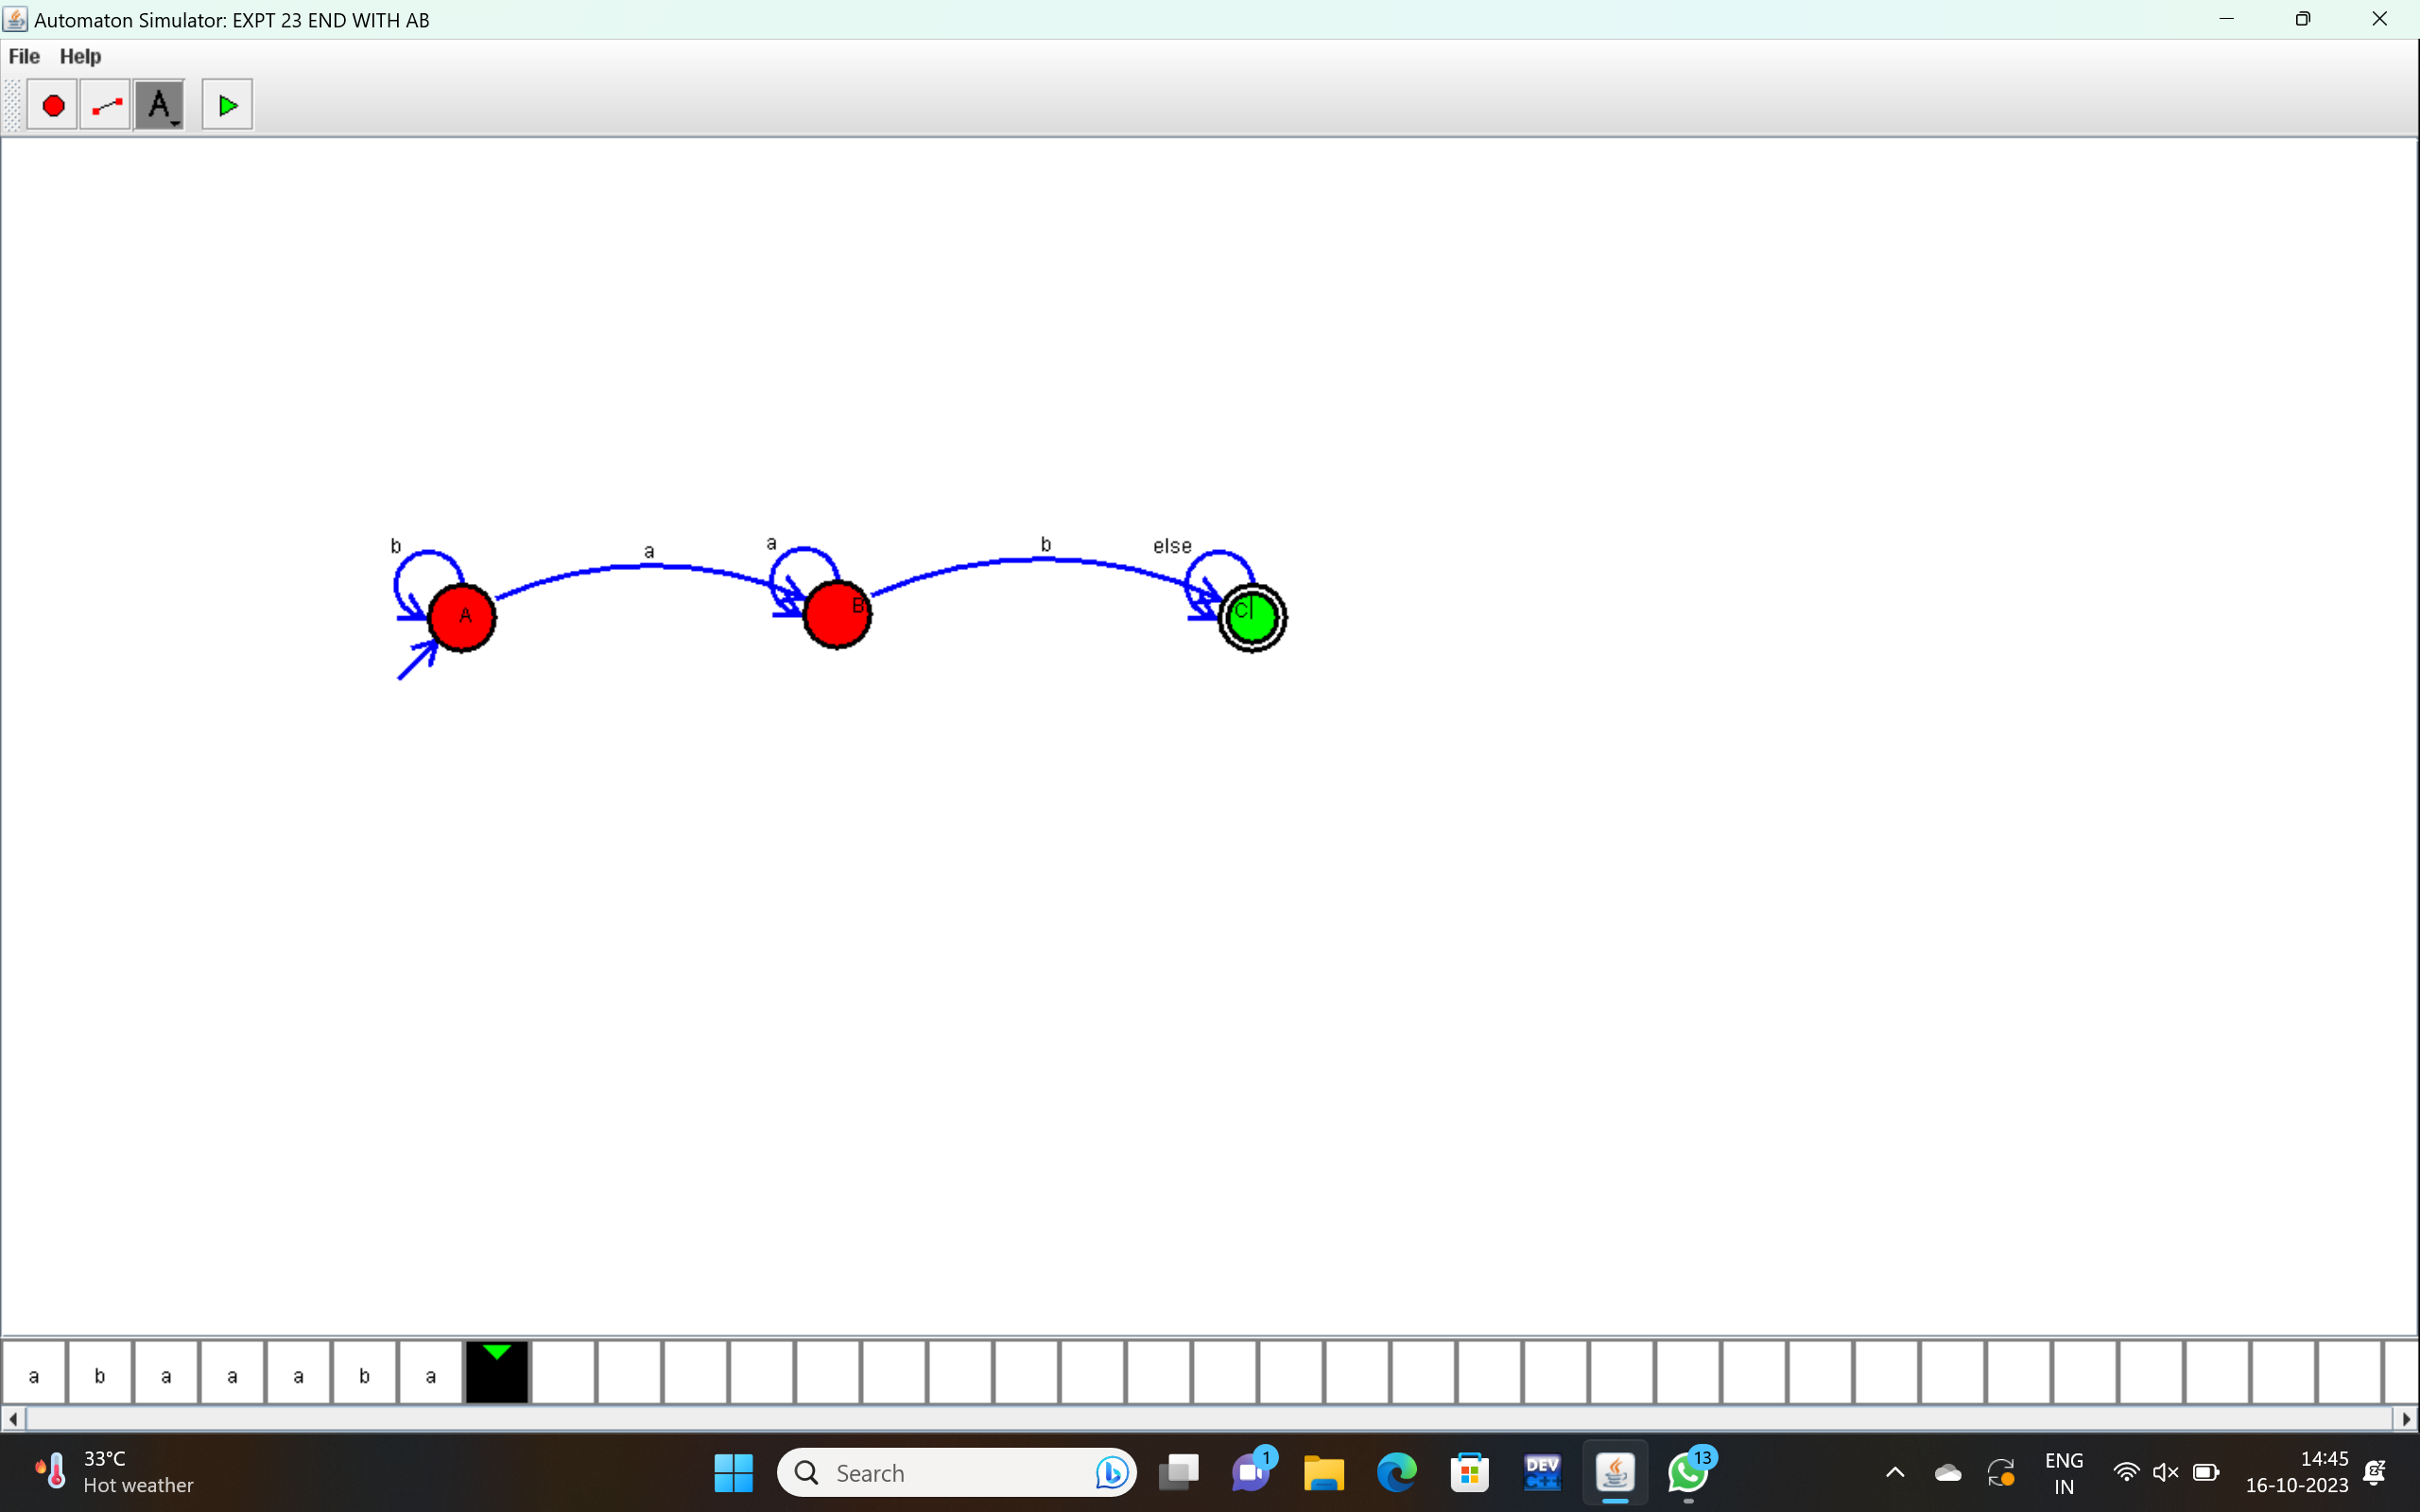 Automaton Simulator: EXPT 23 END WITH AB
File Help
A
b a a b else
A B C
a b a a a b a
33°C
Hot weather
Search
1
DEV
C++
13
ENG
IN
14:45
16-10-2023